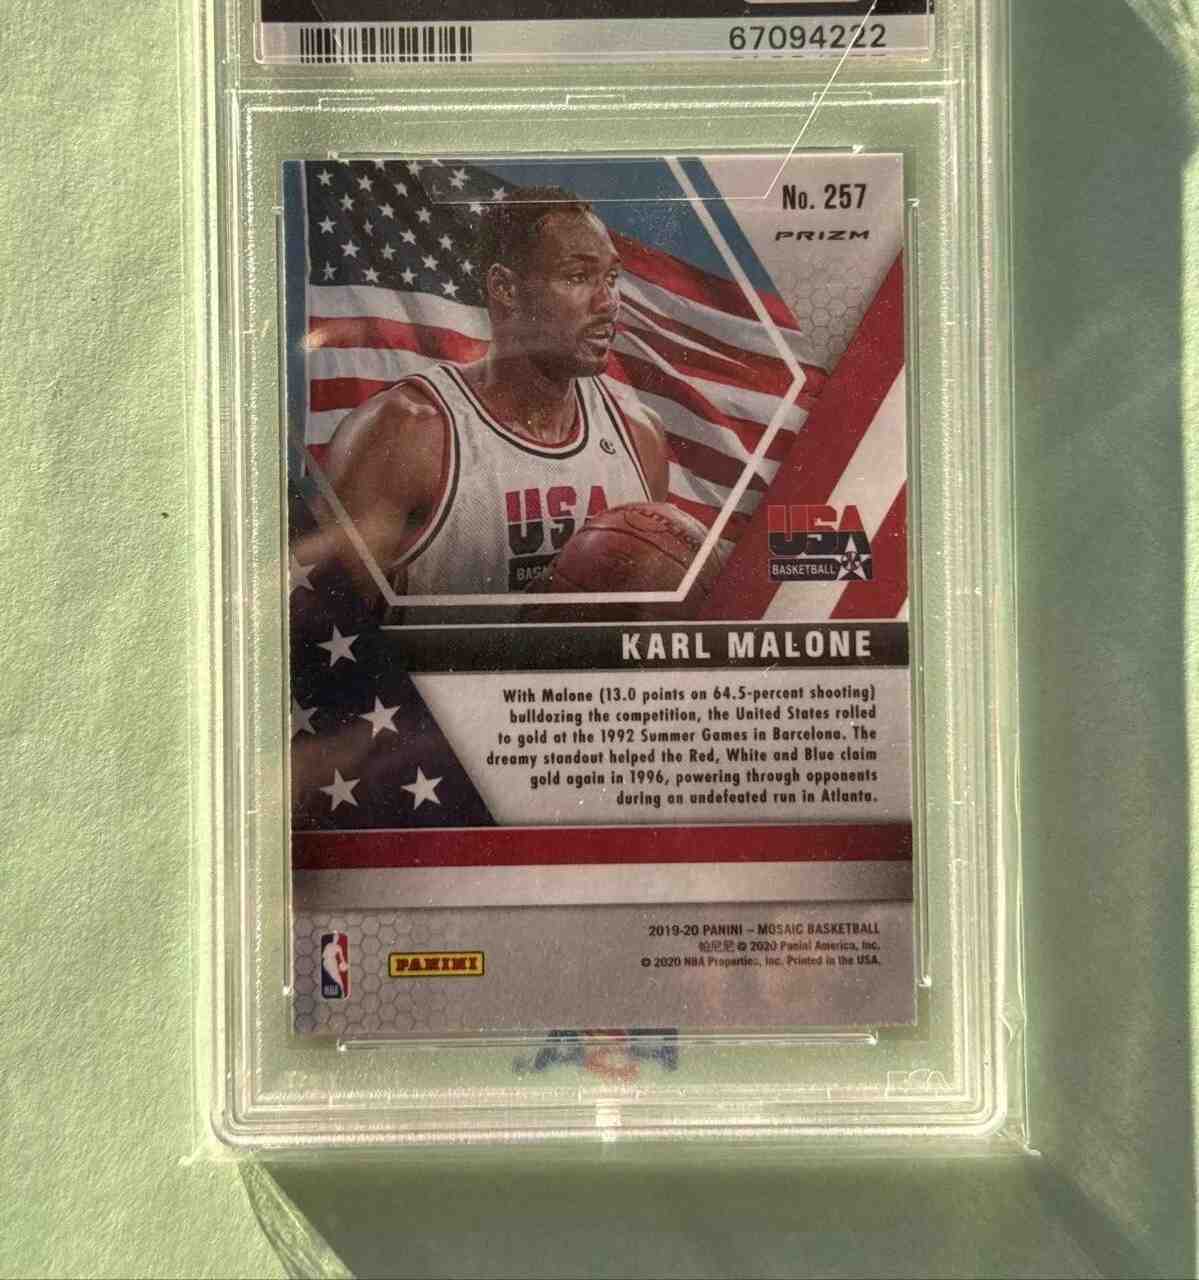 67094222
No. 257
PRIZM
USA
BASKETBALL
USA
KARL MALONE
With Malone (13.0 points on 64.5-percent shooting)
bulldozing the competition, the United States rolled
to gold at the 1992 Summer Games in Barcelona. The
dreamy standout helped the Red, White and Blue claim
gold again in 1996, powering through opponents
during an undefeated run in Atlanta.
2019-20 PANINI – MOSAIC BASKETBALL
帕尼尼 © 2020 Panini America, Inc.
© 2020 NBA Properties, Inc. Printed in the USA.
NBA
PANINI
PSA